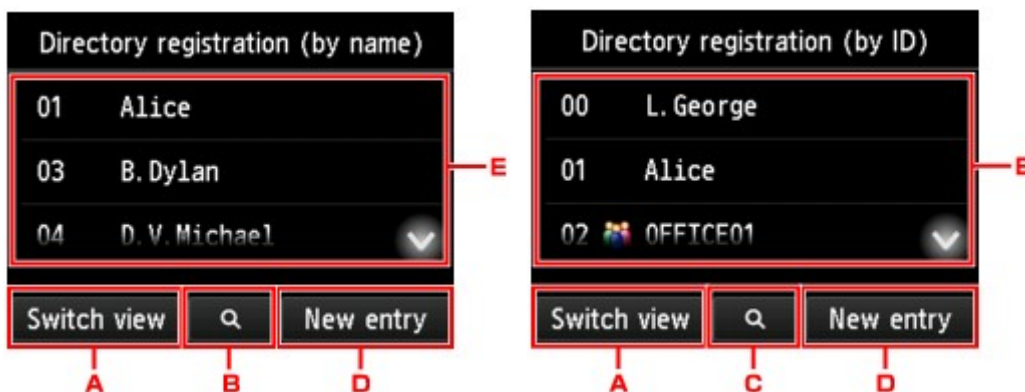 Directory registration (by name)
01 Alice
03 B.Dylan
04 D.V.Michael
E
Switch view New entry
A B D
Directory registration (by ID)
00 L.George
01 Alice
02 OFFICE01
E
Switch view New entry
A C D